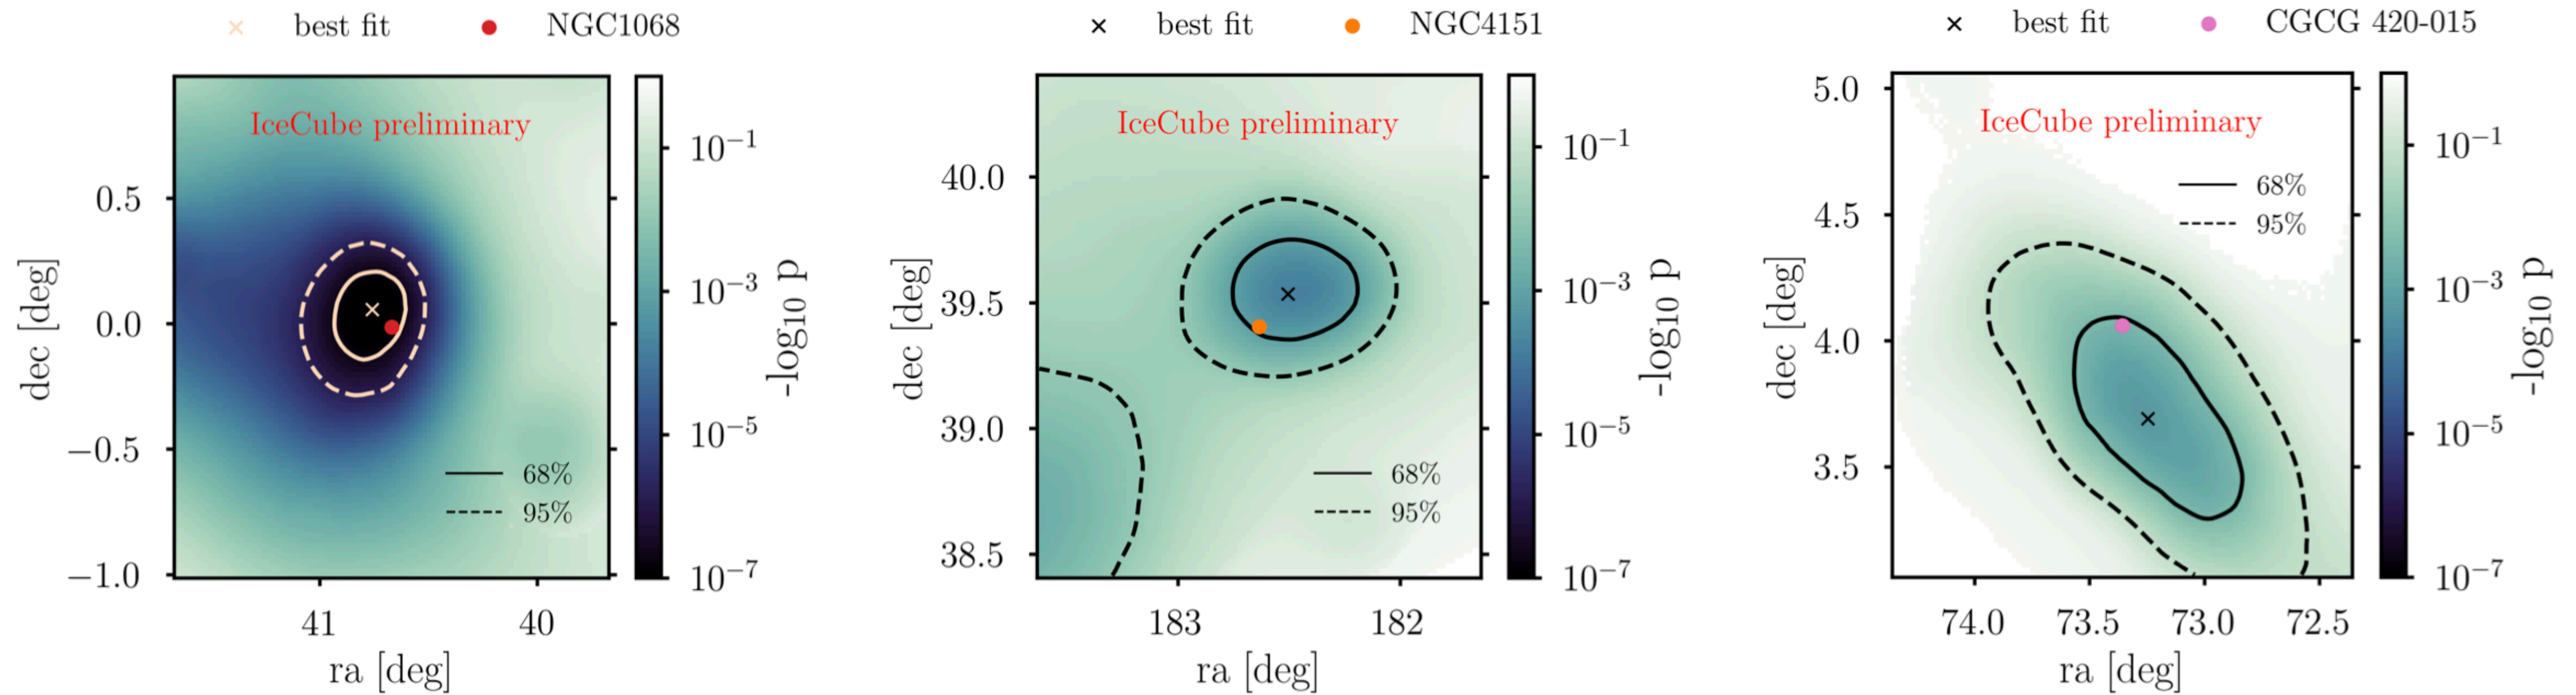 × best fit ● NGC1068
IceCube preliminary
dec [deg]
0.5
0.0
−0.5
−1.0
68%
95%
41 40
ra [deg]
10⁻¹
10⁻³
10⁻⁵
10⁻⁷
-log₁₀ p
× best fit ● NGC4151
IceCube preliminary
dec [deg]
40.0
39.5
39.0
38.5
68%
95%
183 182
ra [deg]
10⁻¹
10⁻³
10⁻⁵
10⁻⁷
-log₁₀ p
× best fit ● CGCG 420-015
IceCube preliminary
68%
95%
dec [deg]
5.0
4.5
4.0
3.5
74.0 73.5 73.0 72.5
ra [deg]
10⁻¹
10⁻³
10⁻⁵
10⁻⁷
-log₁₀ p